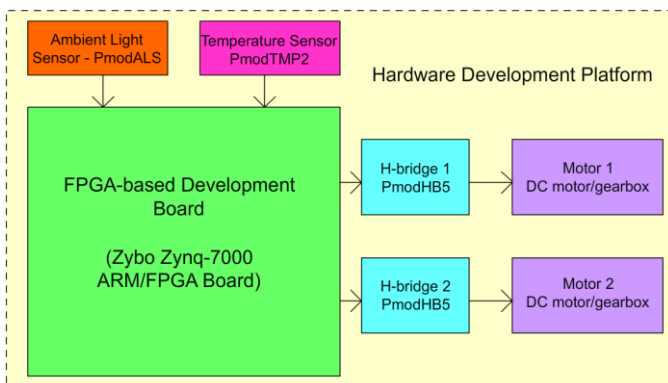 Ambient Light
Sensor - PmodALS
Temperature Sensor
PmodTMP2
Hardware Development Platform
FPGA-based Development
Board
(Zybo Zynq-7000
ARM/FPGA Board)
H-bridge 1
PmodHB5
Motor 1
DC motor/gearbox
H-bridge 2
PmodHB5
Motor 2
DC motor/gearbox